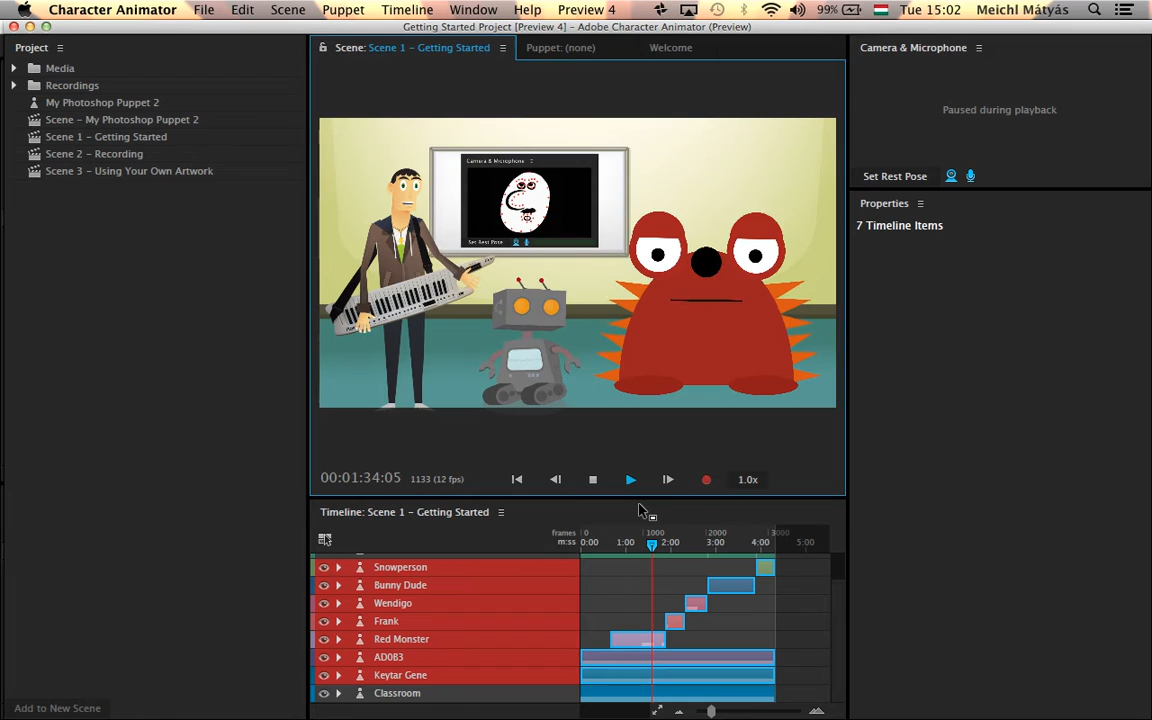 Character Animator File Edit Scene Puppet Timeline Window Help Preview 4 99% Tue 15:02 Meichl Mátyás
Getting Started Project [Preview 4] - Adobe Character Animator (Preview)
Project
Media
Recordings
My Photoshop Puppet 2
Scene – My Photoshop Puppet 2
Scene 1 – Getting Started
Scene 2 – Recording
Scene 3 – Using Your Own Artwork
Add to New Scene
Scene: Scene 1 – Getting Started Puppet: (none) Welcome
Camera & Microphone
Set Rest Pose
00:01:34:05 1133 (12 fps) 1.0x
Camera & Microphone
Paused during playback
Set Rest Pose
Properties
7 Timeline Items
Timeline: Scene 1 – Getting Started
frames 0 1000 2000 3000
m:ss 0:00 1:00 2:00 3:00 4:00 5:00
Snowperson
Bunny Dude
Wendigo
Frank
Red Monster
AD0B3
Keytar Gene
Classroom